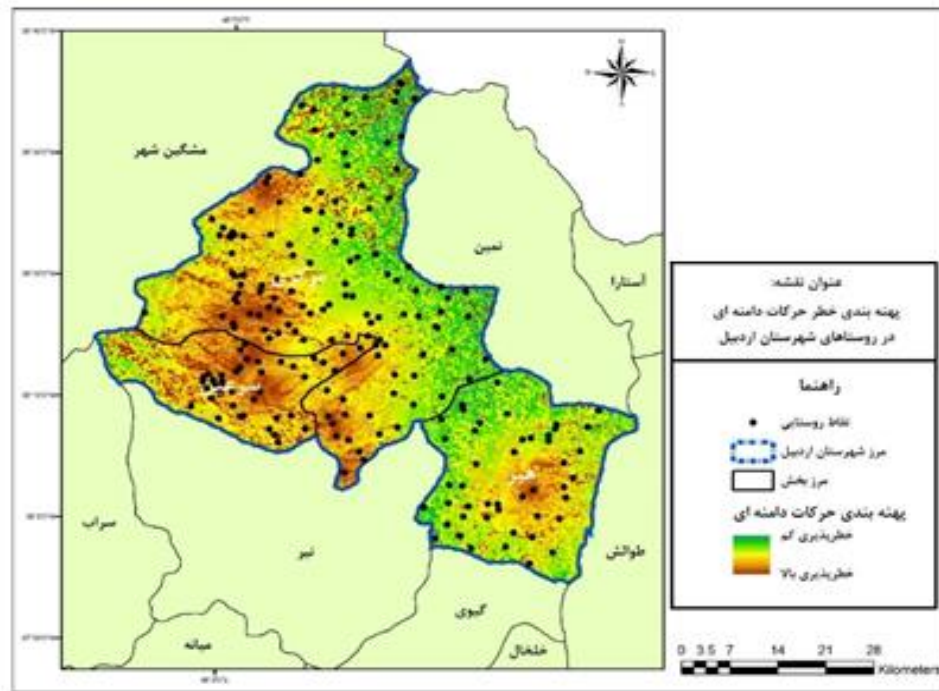 مشگین شهر
نمین
آستارا
سراب
نیر
طوالش
گیوی
میانه
خلخال
هیر
عنوان نقشه:
پهنه بندی خطر حرکات دامنه ای
در روستاهای شهرستان اردبیل
راهنما
نقاط روستایی
مرز شهرستان اردبیل
مرز بخش
پهنه بندی حرکات دامنه ای
خطرپذیری کم
خطرپذیری بالا
0 3.5 7 14 21 28
Kilometers